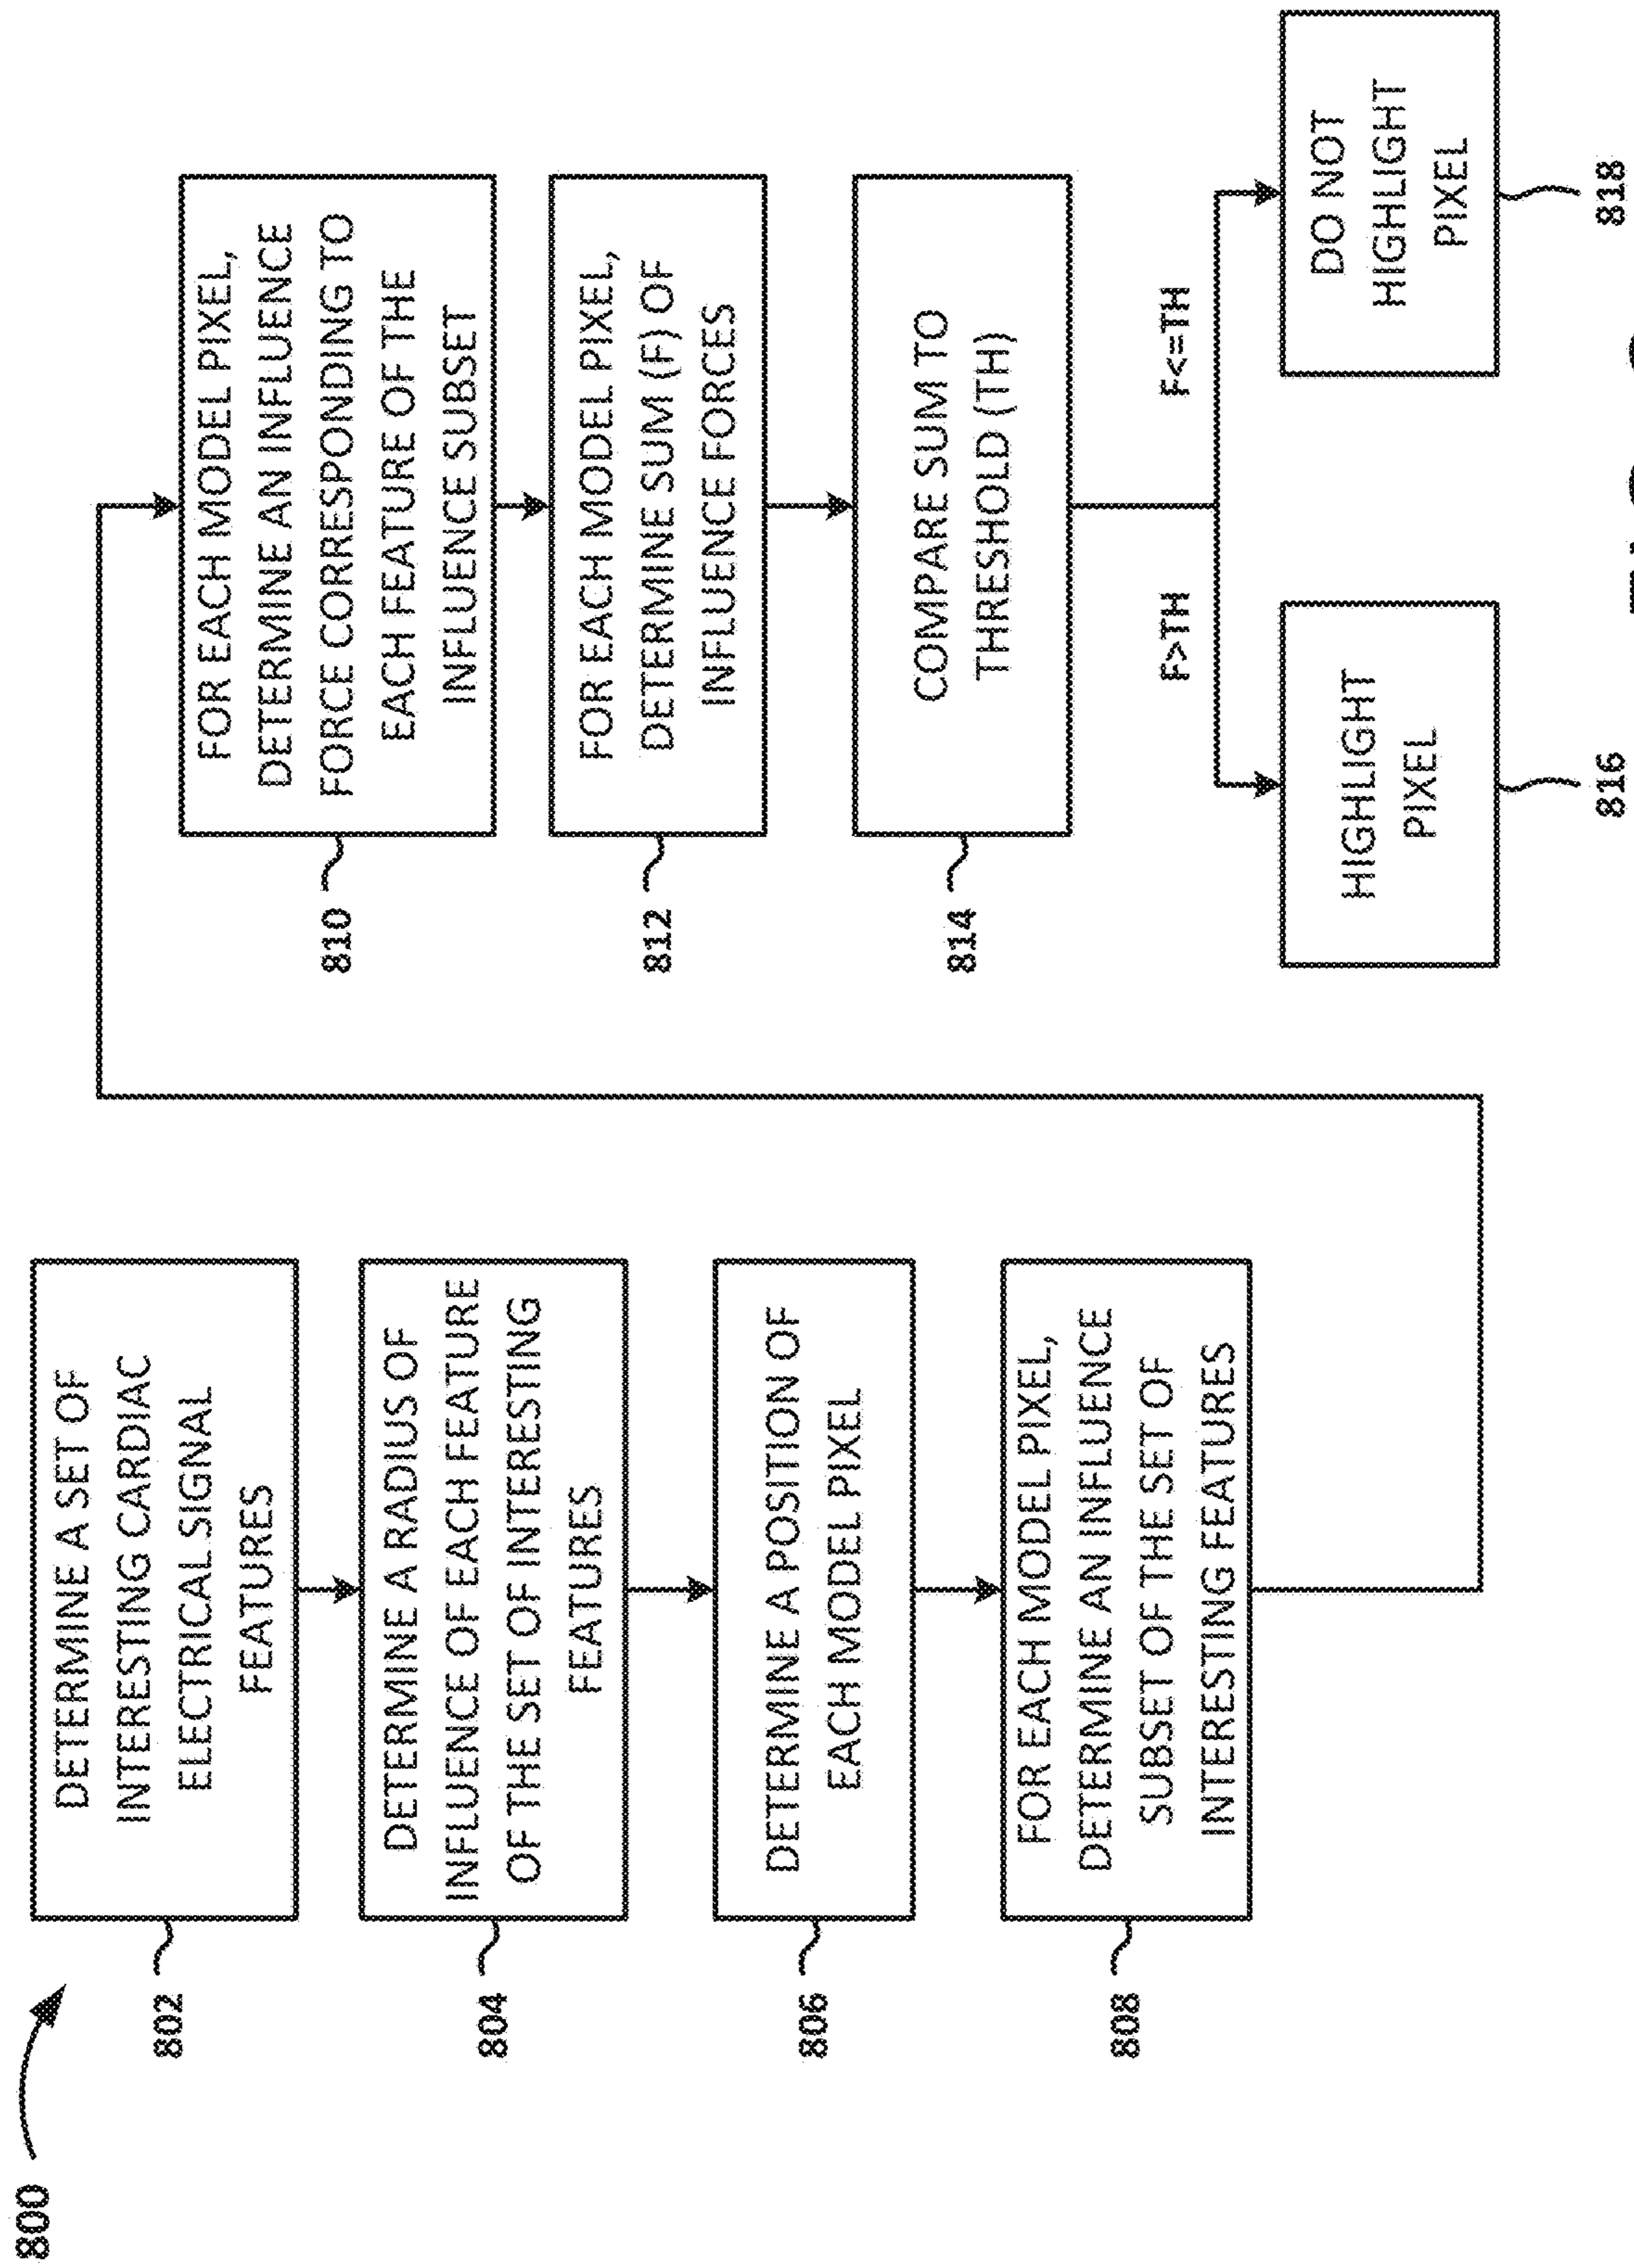 800
802
DETERMINE A SET OF
INTERESTING CARDIAC
ELECTRICAL SIGNAL
FEATURES
804
DETERMINE A RADIUS OF
INFLUENCE OF EACH FEATURE
OF THE SET OF INTERESTING
FEATURES
806
DETERMINE A POSITION OF
EACH MODEL PIXEL
808
FOR EACH MODEL PIXEL,
DETERMINE AN INFLUENCE
SUBSET OF THE SET OF
INTERESTING FEATURES
810
FOR EACH MODEL PIXEL,
DETERMINE AN INFLUENCE
FORCE CORRESPONDING TO
EACH FEATURE OF THE
INFLUENCE SUBSET
812
FOR EACH MODEL PIXEL,
DETERMINE SUM (F) OF
INFLUENCE FORCES
814
COMPARE SUM TO
THRESHOLD (TH)
F>TH
F<=TH
HIGHLIGHT
PIXEL
816
DO NOT
HIGHLIGHT
PIXEL
818